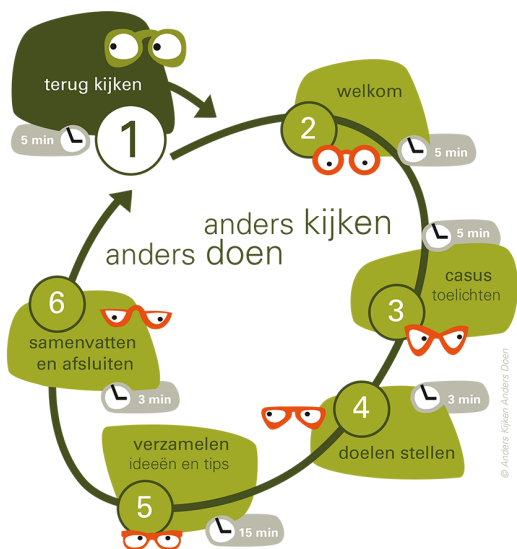 terug kijken
1
5 min
welkom
2
5 min
anders kijken
anders doen
5 min
casus
toelichten
3
3 min
4
doelen stellen
verzamelen
ideeën en tips
5
15 min
6
samenvatten
en afsluiten
3 min
© Anders Kijken Anders Doen